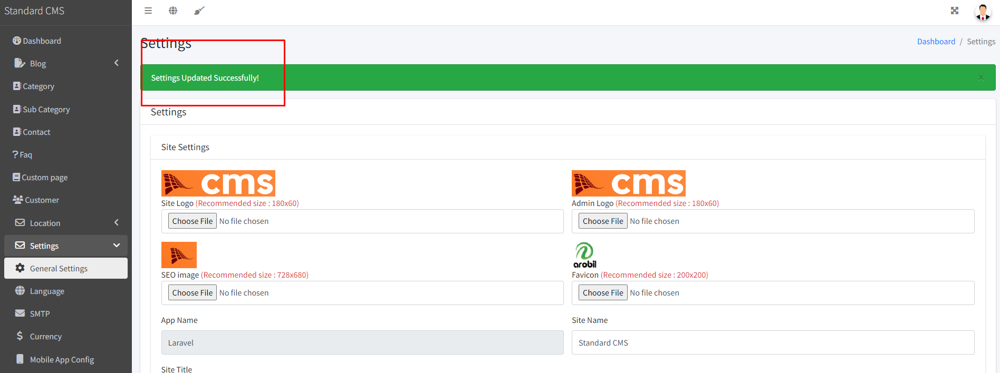 Standard CMS
Dashboard
Blog
Category
Sub Category
Contact
Faq
Custom page
Customer
Location
Settings
General Settings
Language
SMTP
Currency
Mobile App Config
Settings
Dashboard / Settings
Settings Updated Successfully!
×
Settings
Site Settings
cms
Site Logo (Recommended size : 180x60)
Choose File No file chosen
cms
Admin Logo (Recommended size : 180x60)
Choose File No file chosen
SEO image (Recommended size : 728x680)
Choose File No file chosen
arobil
Favicon (Recommended size : 200x200)
Choose File No file chosen
App Name
Laravel
Site Name
Standard CMS
Site Title